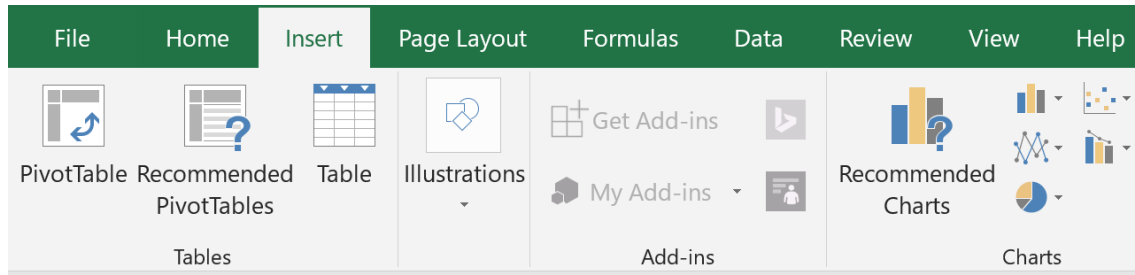 File Home Insert Page Layout Formulas Data Review View Help
PivotTable Recommended PivotTables Table
Illustrations
Get Add-ins
My Add-ins
Recommended Charts
Tables Add-ins Charts